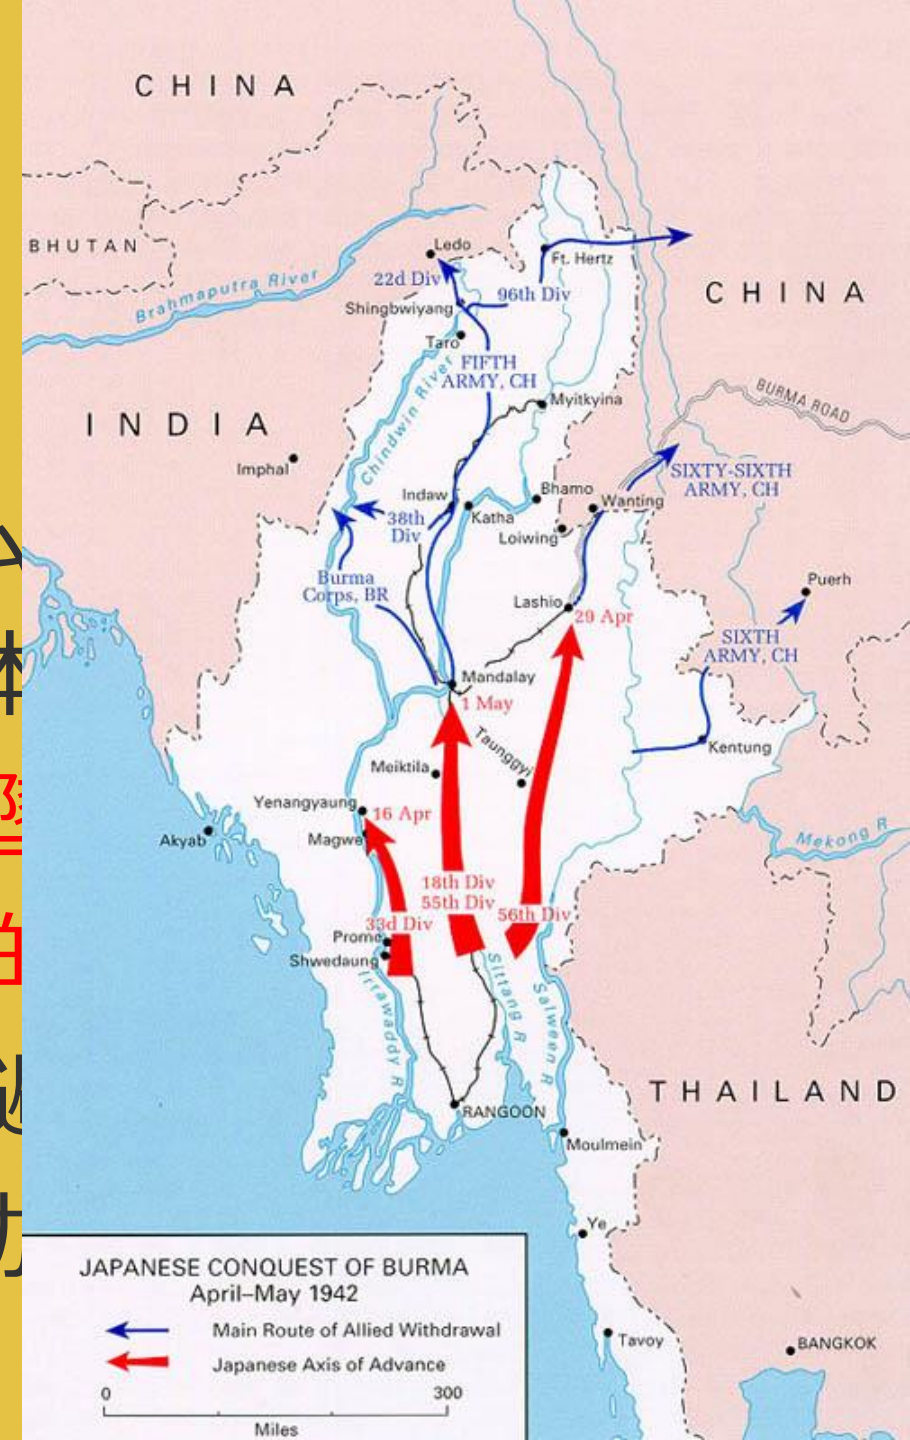 CHINA
BHUTAN
Brahmaputra River
Ledo
22d Div
Ft. Hertz
96th Div
CHINA
Shingbwiyang
Taro
FIFTH
ARMY, CH
Chindwin River
Myitkyina
BURMA ROAD
INDIA
Imphal
SIXTY-SIXTH
ARMY, CH
Indaw
Katha
Bhamo
Wanting
38th
Div
Loiwing
Burma
Corps, BR
Lashio
29 Apr
Puerh
SIXTH
ARMY, CH
Mandalay
1 May
Taunggyi
Kentung
Meiktila
Yenangyaung
16 Apr
Akyab
Magwe
Mekong R
18th Div
55th Div
56th Div
33d Div
Prome
Shwedaung
Irrawaddy R
Sittang R
Salween R
THAILAND
RANGOON
Moulmein
Ye
Tavoy
BANGKOK
JAPANESE CONQUEST OF BURMA
April–May 1942
Main Route of Allied Withdrawal
Japanese Axis of Advance
0 300
Miles